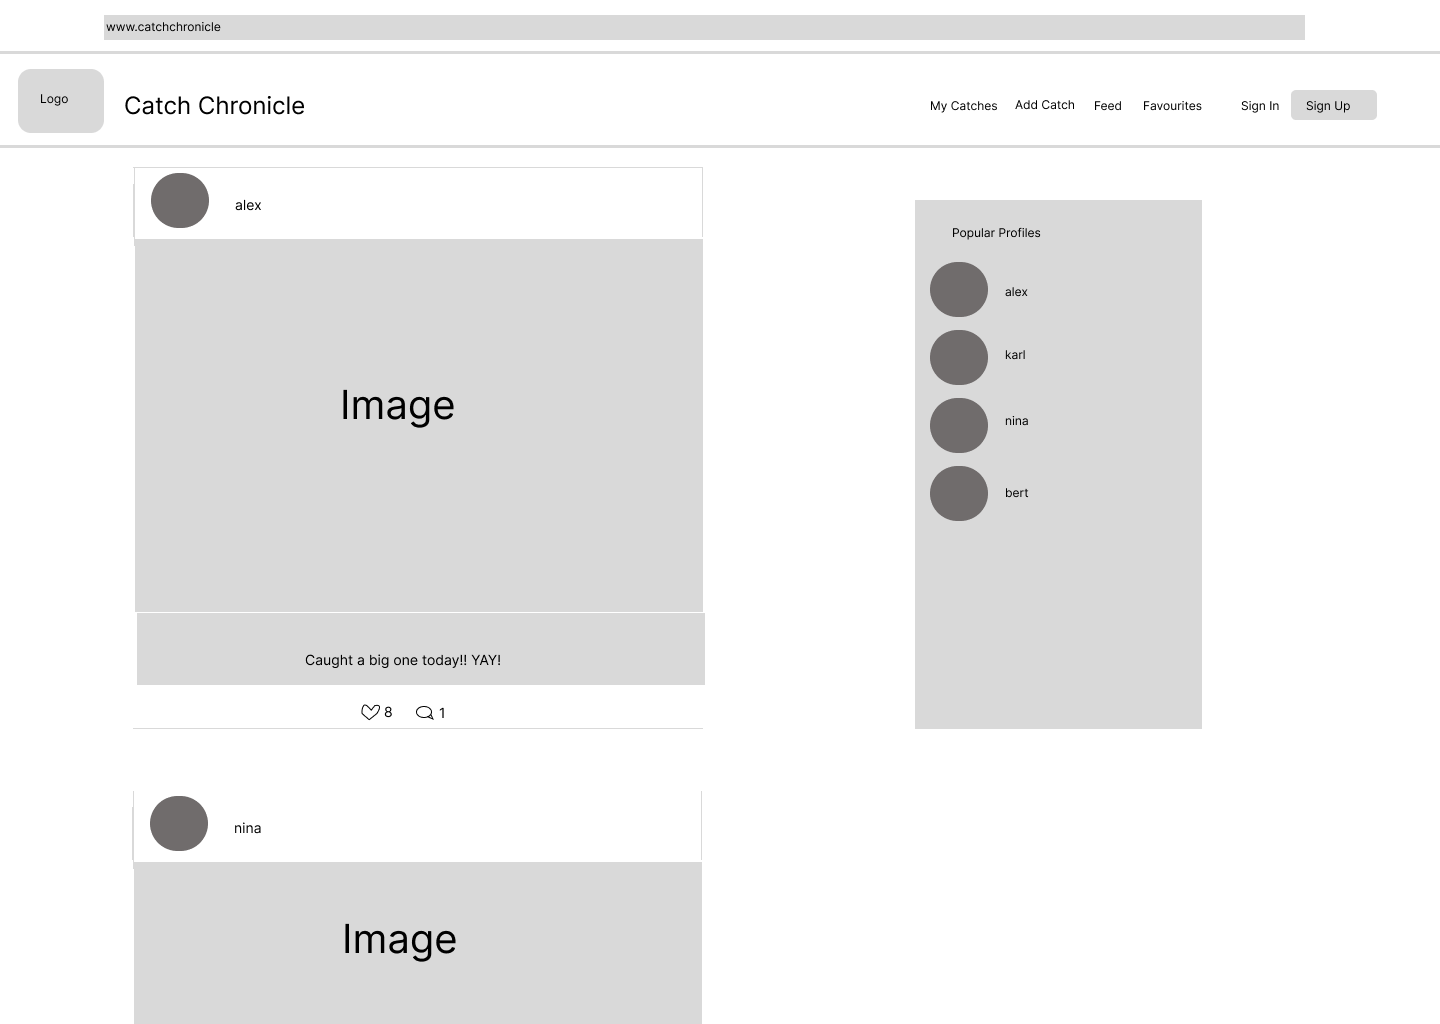 www.catchchronicle
Logo
Catch Chronicle
My Catches
Add Catch
Feed
Favourites
Sign In
Sign Up
alex
Image
Caught a big one today!! YAY!
8
1
nina
Image
Popular Profiles
alex
karl
nina
bert